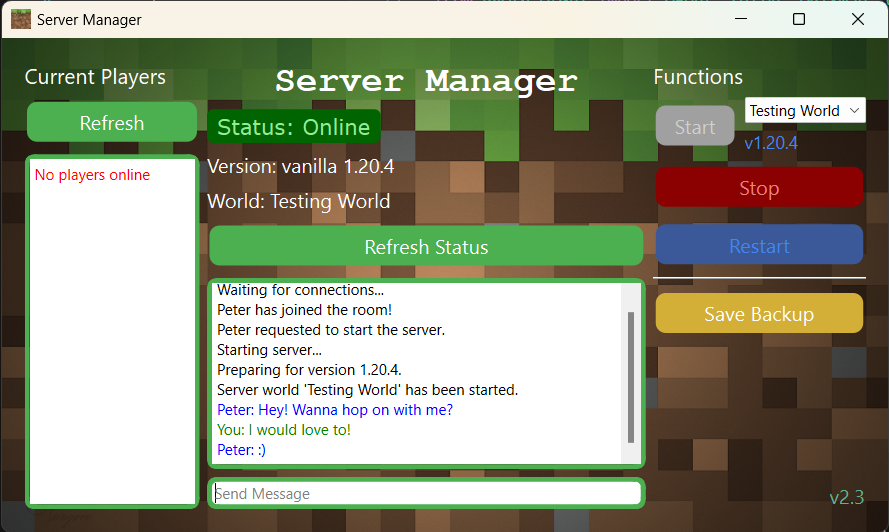 Server Manager
Current Players
Refresh
No players online
Server Manager
Status: Online
Version: vanilla 1.20.4
World: Testing World
Refresh Status
Waiting for connections...
Peter has joined the room!
Peter requested to start the server.
Starting server...
Preparing for version 1.20.4.
Server world 'Testing World' has been started.
Peter: Hey! Wanna hop on with me?
You: I would love to!
Peter: :)
Send Message
Functions
Start
Testing World
v1.20.4
Stop
Restart
Save Backup
v2.3